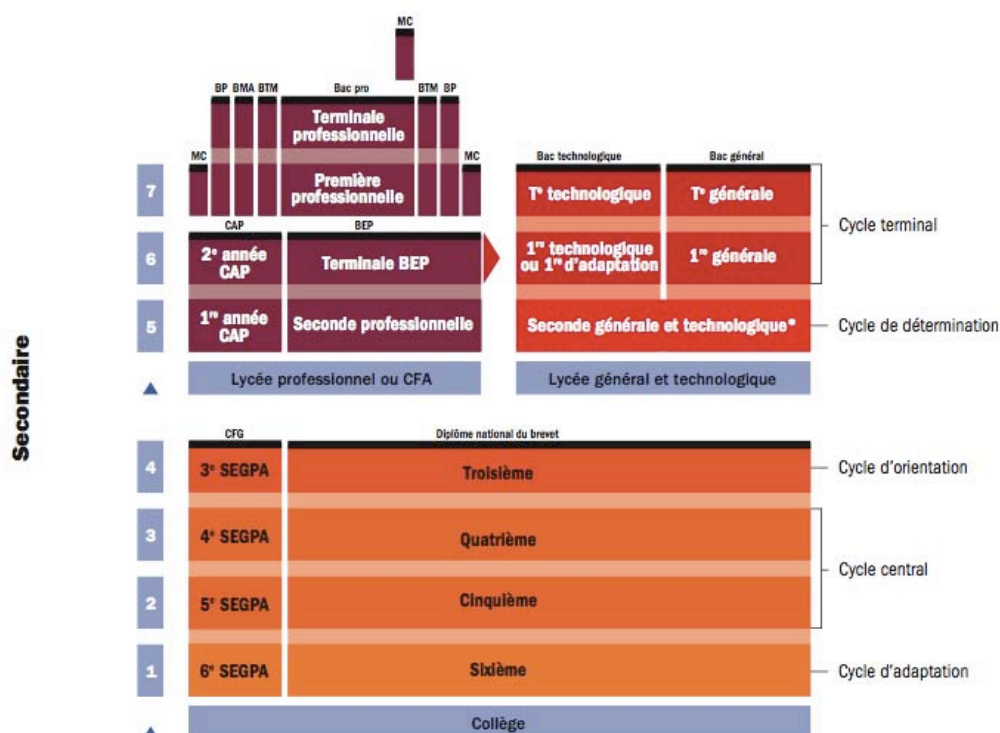 MC
BP BMA BTM Bac pro BTM BP
Terminale
professionnelle
MC MC Bac technologique Bac général
7
Première
professionnelle
Tᵉ technologique
Tᵉ générale
Cycle terminal
CAP BEP
6
2ᵉ année
CAP
Terminale BEP
1ʳᵉ technologique
ou 1ʳᵉ d'adaptation
1ʳᵉ générale
5
1ʳᵉ année
CAP
Seconde professionnelle
Seconde générale et technologique*
Cycle de détermination
Lycée professionnel ou CFA
Lycée général et technologique
Secondaire
CFG Diplôme national du brevet
4
3ᵉ SEGPA
Troisième
Cycle d'orientation
3
4ᵉ SEGPA
Quatrième
Cycle central
2
5ᵉ SEGPA
Cinquième
1
6ᵉ SEGPA
Sixième
Cycle d'adaptation
Collège